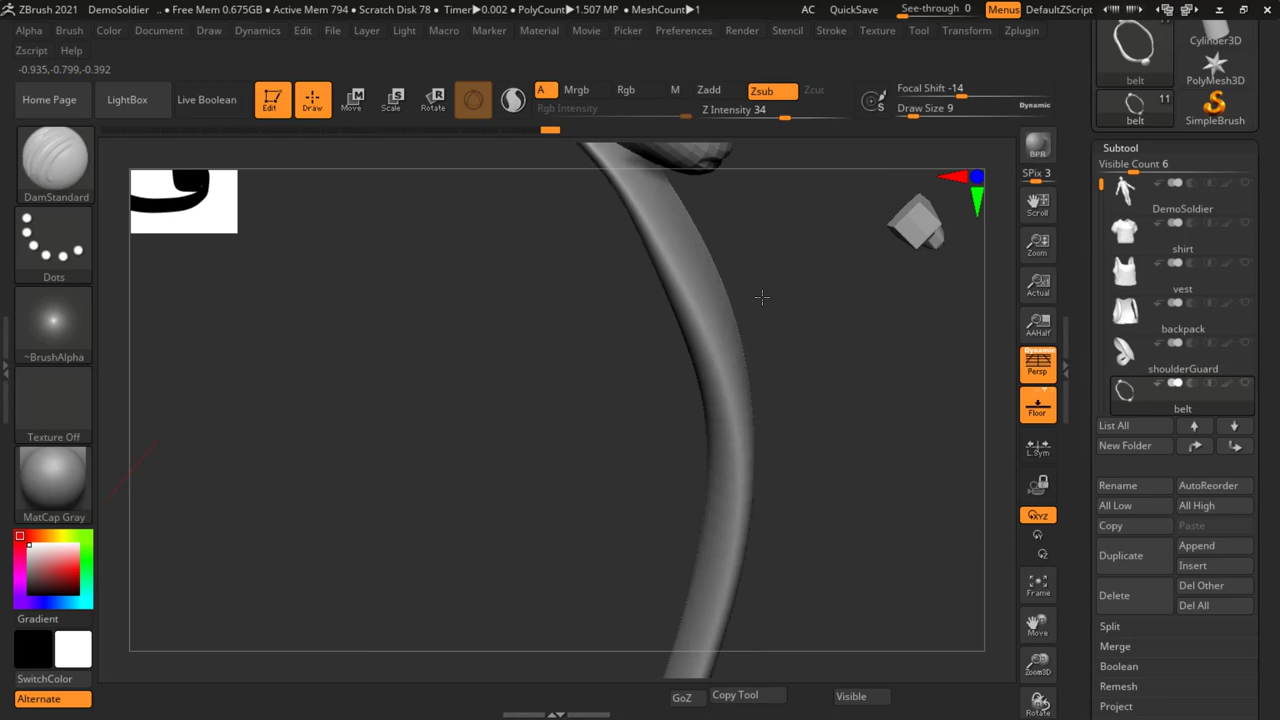 ZBrush 2021 DemoSoldier .. • Free Mem 0.675GB • Active Mem 794 • Scratch Disk 78 • Timer▶0.002 • PolyCount▶1.507 MP • MeshCount▶1 AC QuickSave See-through 0 Menus DefaultZScript
Alpha Brush Color Document Draw Dynamics Edit File Layer Light Macro Marker Material Movie Picker Preferences Render Stencil Stroke Texture Tool Transform Zplugin
Zscript Help
-0.935,-0.799,-0.392
Home Page LightBox Live Boolean Edit Draw Move Scale Rotate A Mrgb Rgb M Zadd Zsub Zcut Focal Shift -14
Rgb Intensity Z Intensity 34 Draw Size 9 Dynamic
DamStandard
Dots
~BrushAlpha
Texture Off
MatCap Gray
Gradient
SwitchColor
Alternate
BPR
SPix 3
Scroll
Zoom
Actual
AAHalf
Dynamic
Persp
Floor
L.Sym
XYZ
Frame
Move
Zoom3D
Rotate
GoZ Copy Tool Visible
Cylinder3D
belt PolyMesh3D
11
belt SimpleBrush
Subtool
Visible Count 6
DemoSoldier
shirt
vest
backpack
shoulderGuard
belt
List All
New Folder
Rename AutoReorder
All Low All High
Copy Paste
Duplicate Append
Insert
Delete Del Other
Del All
Split
Merge
Boolean
Remesh
Project